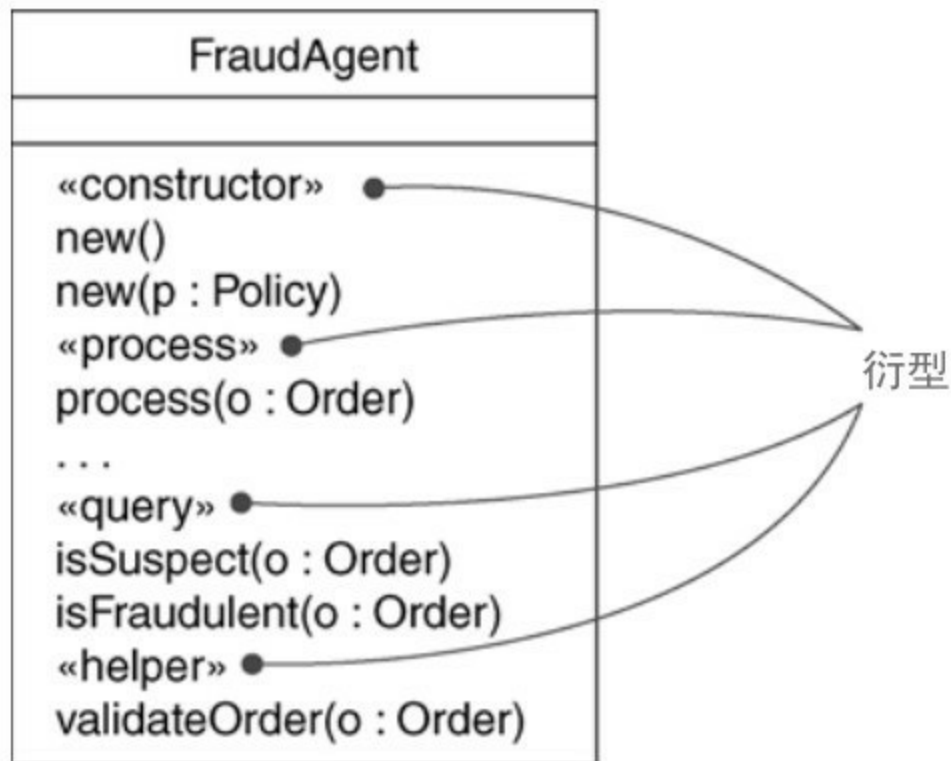 FraudAgent
«constructor»
new()
new(p : Policy)
«process»
process(o : Order)
. . .
«query»
isSuspect(o : Order)
isFraudulent(o : Order)
«helper»
validateOrder(o : Order)
衍型